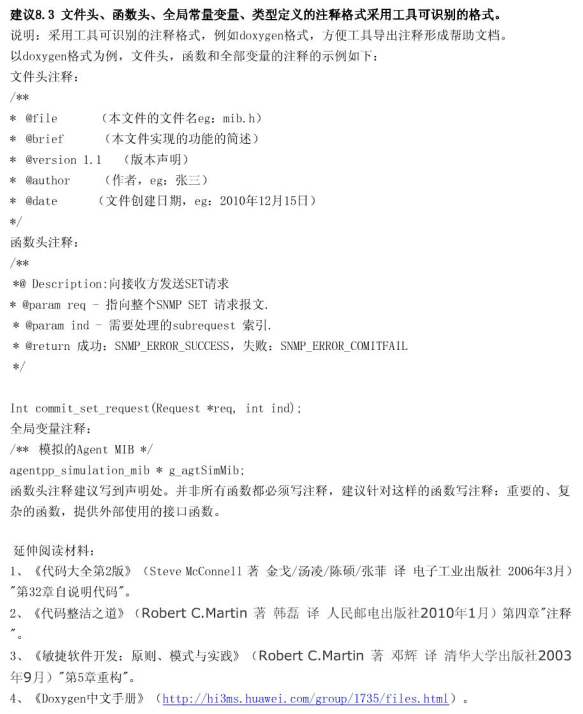 建议8.3 文件头、函数头、全局常量变量、类型定义的注释格式采用工具可识别的格式。
说明：采用工具可识别的注释格式，例如doxygen格式，方便工具导出注释形成帮助文档。
以doxygen格式为例，文件头，函数和全部变量的注释的示例如下：
文件头注释：
/**
* @file （本文件的文件名eg：mib.h）
* @brief （本文件实现的功能的简述）
* @version 1.1 （版本声明）
* @author （作者，eg：张三）
* @date （文件创建日期，eg：2010年12月15日）
*/
函数头注释：
/**
*@ Description:向接收方发送SET请求
* @param req - 指向整个SNMP SET 请求报文.
* @param ind - 需要处理的subrequest 索引.
* @return 成功：SNMP_ERROR_SUCCESS，失败：SNMP_ERROR_COMITFAIL
*/
Int commit_set_request(Request *req, int ind);
全局变量注释：
/** 模拟的Agent MIB */
agentpp_simulation_mib * g_agtSimMib;
函数头注释建议写到声明处。并非所有函数都必须写注释，建议针对这样的函数写注释：重要的、复
杂的函数，提供外部使用的接口函数。
延伸阅读材料：
1、《代码大全第2版》（Steve McConnell 著 金戈/汤凌/陈硕/张菲 译 电子工业出版社 2006年3月）
"第32章自说明代码"。
2、《代码整洁之道》（Robert C.Martin 著 韩磊 译 人民邮电出版社2010年1月）第四章"注释
"。
3、《敏捷软件开发：原则、模式与实践》（Robert C.Martin 著 邓辉 译 清华大学出版社2003
年9月）"第5章重构"。
4、《Doxygen中文手册》（http://hi3ms.huawei.com/group/1735/files.html）。